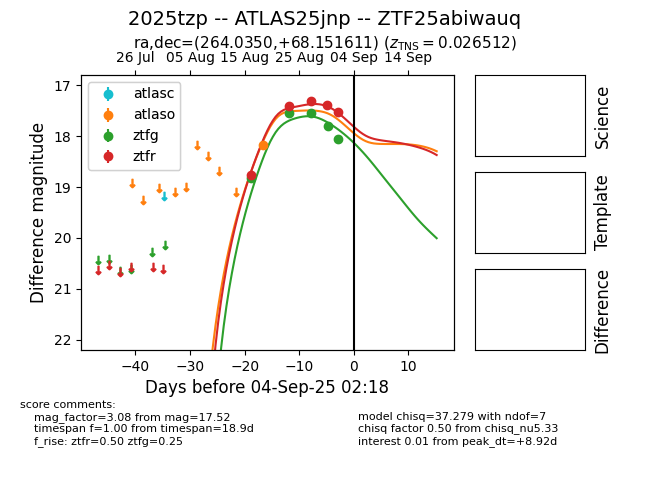 2025tzp -- ATLAS25jnp -- ZTF25abiwauq
ra,dec=(264.0350,+68.151611) (zTNS = 0.026512)
26 Jul 05 Aug 15 Aug 25 Aug 04 Sep 14 Sep
17
18
19
20
21
22
Difference magnitude
atlasc
atlaso
ztfg
ztfr
−40 −30 −20 −10 0 10
Days before 04-Sep-25 02:18
Science
Template
Difference
score comments:
mag_factor=3.08 from mag=17.52
timespan f=1.00 from timespan=18.9d
f_rise: ztfr=0.50 ztfg=0.25
model chisq=37.279 with ndof=7
chisq factor 0.50 from chisq_nu5.33
interest 0.01 from peak_dt=+8.92d